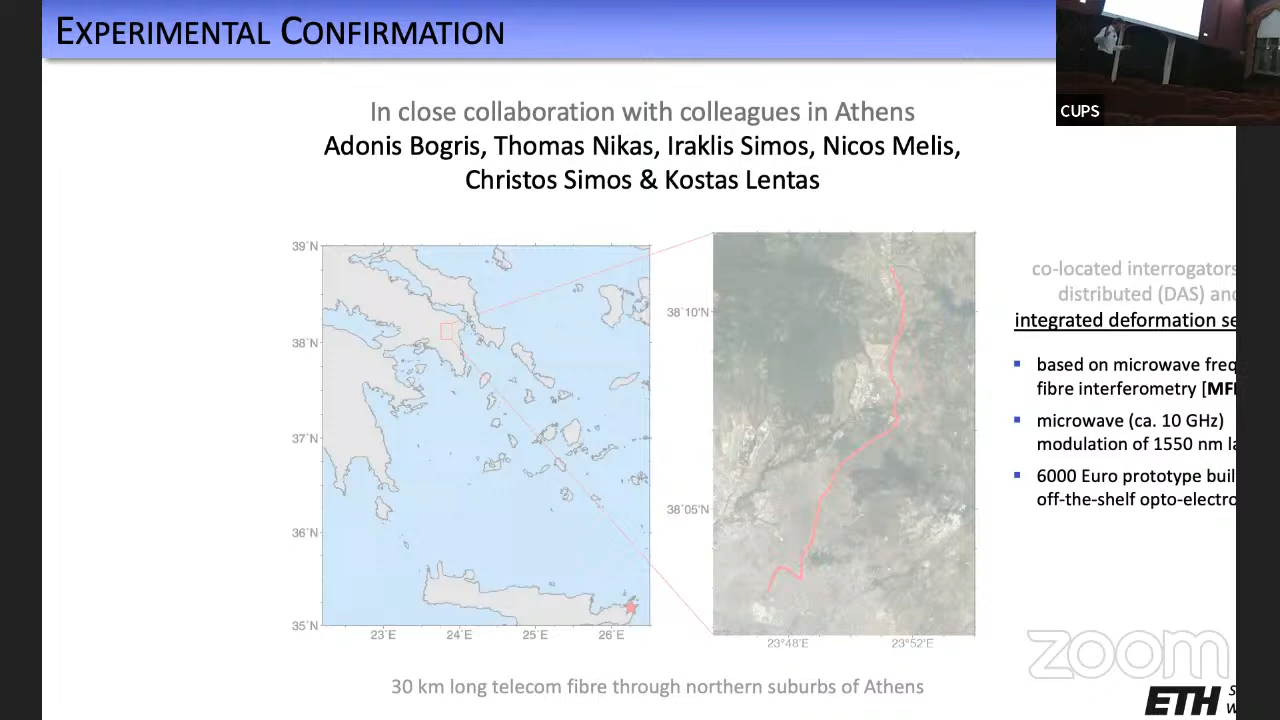 EXPERIMENTAL CONFIRMATION
CUPS
In close collaboration with colleagues in Athens
Adonis Bogris, Thomas Nikas, Iraklis Simos, Nicos Melis,
Christos Simos & Kostas Lentas
39°N
38°N
37°N
36°N
35°N
23°E
24°E
25°E
26°E
38°10'N
38°05'N
23°48'E
23°52'E
co-located interrogators
distributed (DAS) and
integrated deformation se
▪ based on microwave freq
fibre interferometry [MF
▪ microwave (ca. 10 GHz)
modulation of 1550 nm la
▪ 6000 Euro prototype buil
off-the-shelf opto-electro
30 km long telecom fibre through northern suburbs of Athens
zoom
ETH